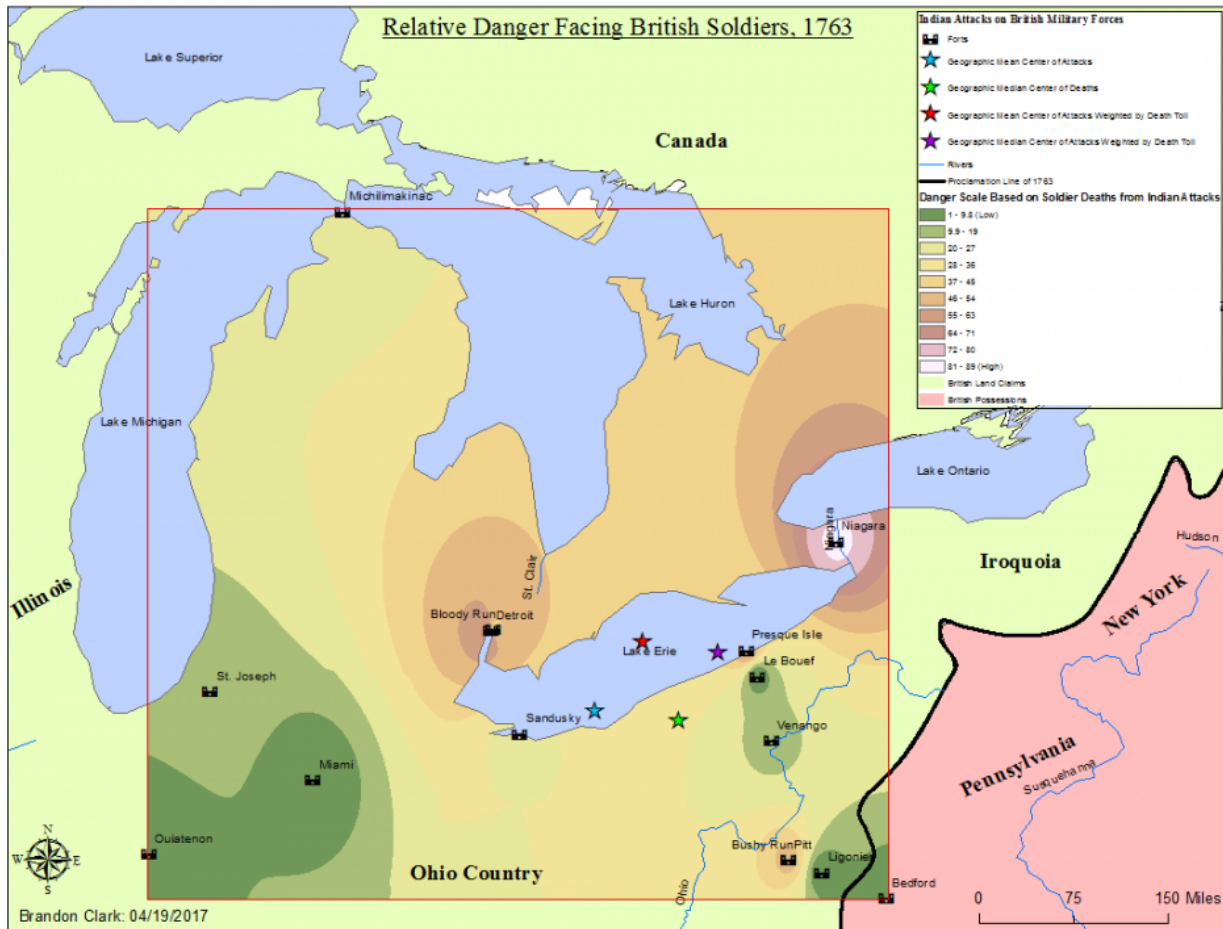 Relative Danger Facing British Soldiers, 1763
Indian Attacks on British Military Forces
Forts
Geographic Mean Center of Attacks
Geographic Median Center of Deaths
Geographic Mean Center of Attacks Weighted by Death Toll
Geographic Median Center of Attacks Weighted by Death Toll
Rivers
Proclamation Line of 1763
Danger Scale Based on Soldier Deaths from Indian Attacks
1 - 9.8 (Low)
9.9 - 19
20 - 27
28 - 36
37 - 45
46 - 54
55 - 63
64 - 71
72 - 80
81 - 89 (High)
British Land Claims
British Possessions
Lake Superior
Canada
Michilimakinac
Lake Huron
Lake Michigan
Lake Ontario
Niagara
Niagara
Hudson
Iroquoia
New York
Illinois
St. Clair
Bloody Run
Detroit
Lake Erie
Presque Isle
Le Bouef
St. Joseph
Sandusky
Venango
Pennsylvania
Susquehanna
Miami
Ouiatenon
Bushy Run
Pitt
Ligonier
Ohio Country
Ohio
Bedford
N
W
E
S
0 75 150 Miles
Brandon Clark: 04/19/2017